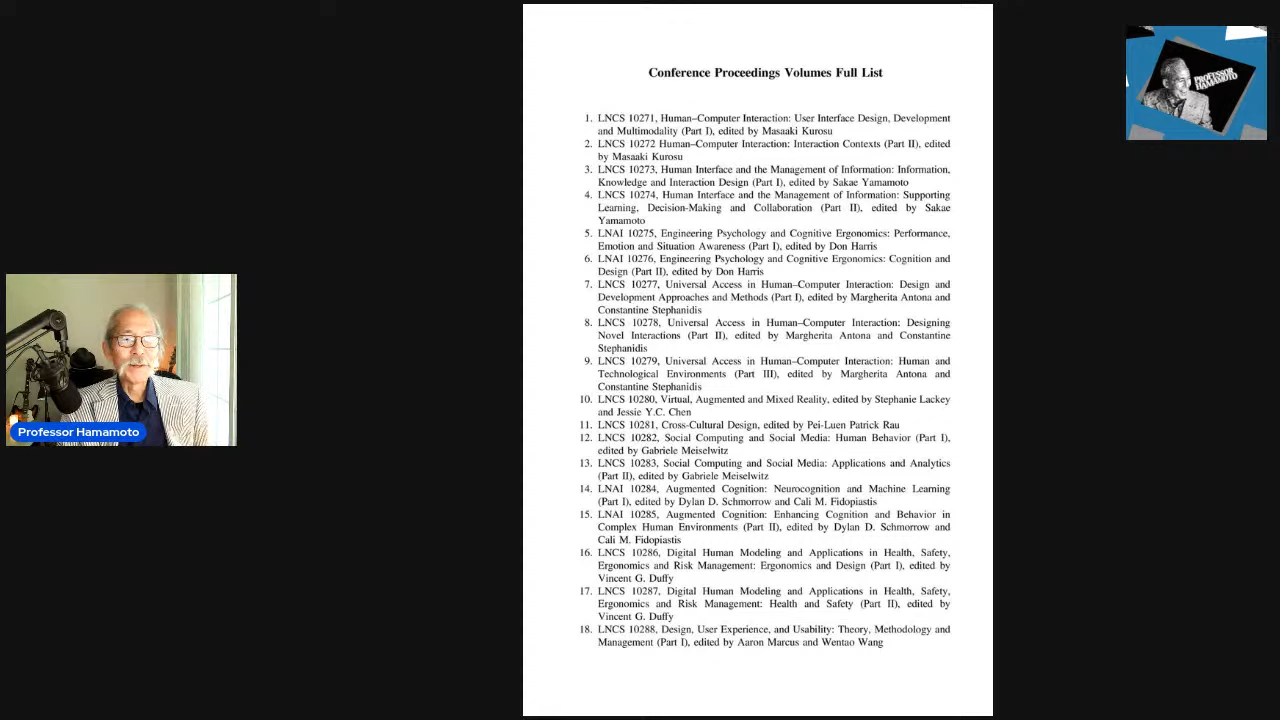 Conference Proceedings Volumes Full List
1. LNCS 10271, Human–Computer Interaction: User Interface Design, Development
and Multimodality (Part I), edited by Masaaki Kurosu
2. LNCS 10272 Human–Computer Interaction: Interaction Contexts (Part II), edited
by Masaaki Kurosu
3. LNCS 10273, Human Interface and the Management of Information: Information,
Knowledge and Interaction Design (Part I), edited by Sakae Yamamoto
4. LNCS 10274, Human Interface and the Management of Information: Supporting
Learning, Decision-Making and Collaboration (Part II), edited by Sakae
Yamamoto
5. LNAI 10275, Engineering Psychology and Cognitive Ergonomics: Performance,
Emotion and Situation Awareness (Part I), edited by Don Harris
6. LNAI 10276, Engineering Psychology and Cognitive Ergonomics: Cognition and
Design (Part II), edited by Don Harris
7. LNCS 10277, Universal Access in Human–Computer Interaction: Design and
Development Approaches and Methods (Part I), edited by Margherita Antona and
Constantine Stephanidis
8. LNCS 10278, Universal Access in Human–Computer Interaction: Designing
Novel Interactions (Part II), edited by Margherita Antona and Constantine
Stephanidis
9. LNCS 10279, Universal Access in Human–Computer Interaction: Human and
Technological Environments (Part III), edited by Margherita Antona and
Constantine Stephanidis
10. LNCS 10280, Virtual, Augmented and Mixed Reality, edited by Stephanie Lackey
and Jessie Y.C. Chen
11. LNCS 10281, Cross-Cultural Design, edited by Pei-Luen Patrick Rau
12. LNCS 10282, Social Computing and Social Media: Human Behavior (Part I),
edited by Gabriele Meiselwitz
13. LNCS 10283, Social Computing and Social Media: Applications and Analytics
(Part II), edited by Gabriele Meiselwitz
14. LNAI 10284, Augmented Cognition: Neurocognition and Machine Learning
(Part I), edited by Dylan D. Schmorrow and Cali M. Fidopiastis
15. LNAI 10285, Augmented Cognition: Enhancing Cognition and Behavior in
Complex Human Environments (Part II), edited by Dylan D. Schmorrow and
Cali M. Fidopiastis
16. LNCS 10286, Digital Human Modeling and Applications in Health, Safety,
Ergonomics and Risk Management: Ergonomics and Design (Part I), edited by
Vincent G. Duffy
17. LNCS 10287, Digital Human Modeling and Applications in Health, Safety,
Ergonomics and Risk Management: Health and Safety (Part II), edited by
Vincent G. Duffy
18. LNCS 10288, Design, User Experience, and Usability: Theory, Methodology and
Management (Part I), edited by Aaron Marcus and Wentao Wang
Professor Hamamoto
PROFESSOR
HAMAMOTO